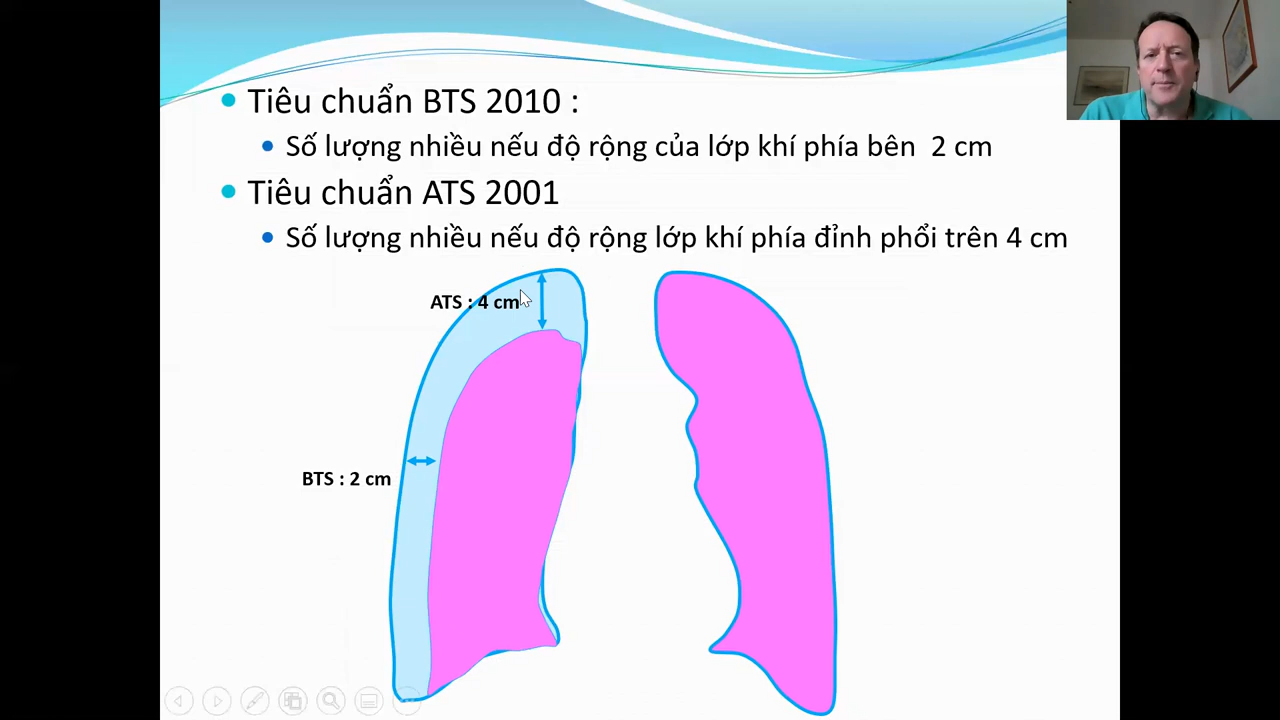 Tiêu chuẩn BTS 2010 :
Số lượng nhiều nếu độ rộng của lớp khí phía bên 2 cm
Tiêu chuẩn ATS 2001
Số lượng nhiều nếu độ rộng lớp khí phía đỉnh phổi trên 4 cm
ATS : 4 cm
BTS : 2 cm